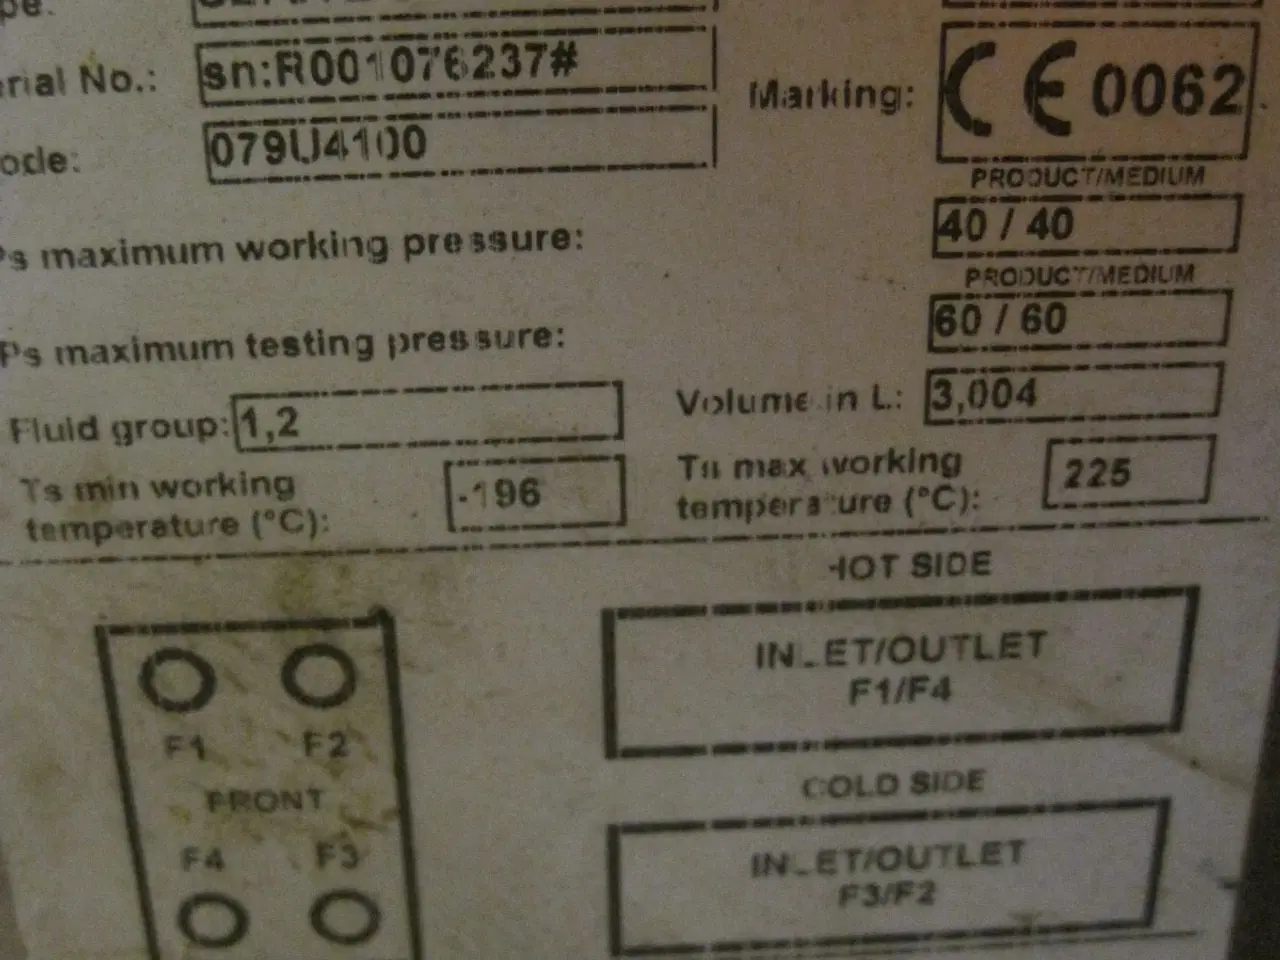 sn:R001076237#
No.:
Marking:
CE 0062
079U4100
PRODUCT/MEDIUM
Ps maximum working pressure:
40 / 40
PRODUCT/MEDIUM
Ps maximum testing pressure:
60 / 60
Fluid group: 1,2
Volume in L: 3,004
Ts min working
temperature (°C):
-196
Ts max working
temperature (°C):
225
HOT SIDE
INLET/OUTLET
F1/F4
F1 F2
FRONT
F4 F3
COLD SIDE
INLET/OUTLET
F3/F2